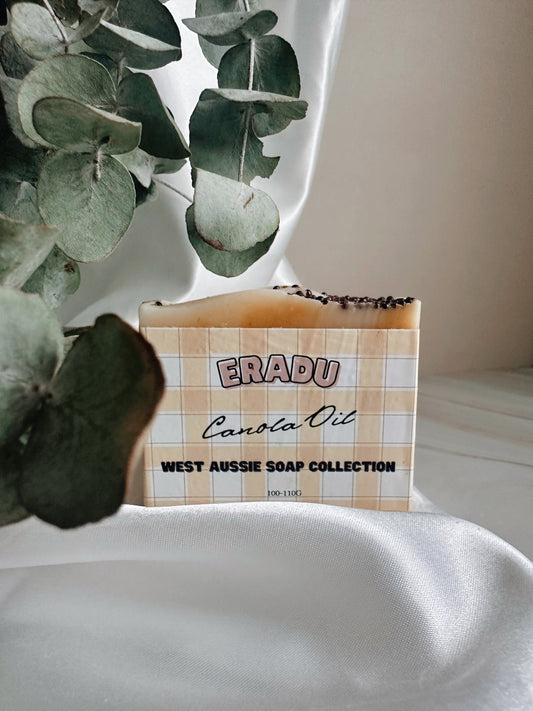 ERADU
Canola Oil
WEST AUSSIE SOAP COLLECTION
100-110G